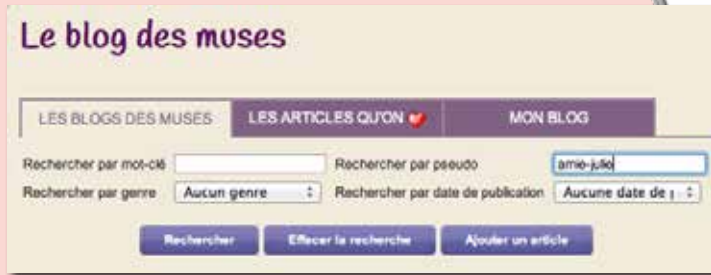 Le blog des muses
LES BLOGS DES MUSES LES ARTICLES QU'ON MON BLOG
Rechercher par mot-clé Rechercher par pseudo amie-julie
Rechercher par genre Aucun genre Rechercher par date de publication Aucune date de p
Rechercher Effacer la recherche Ajouter un article